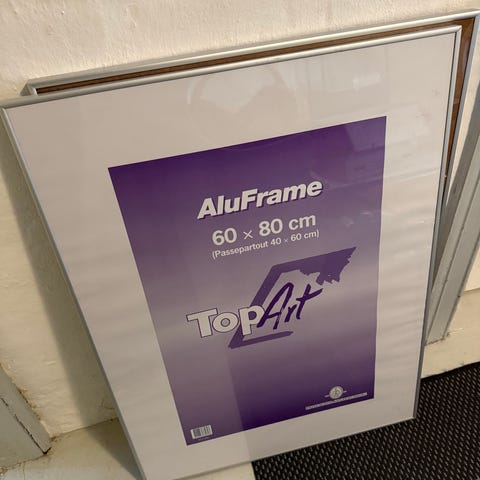 AluFrame
60 × 80 cm
(Passepartout 40 × 60 cm)
TopArt